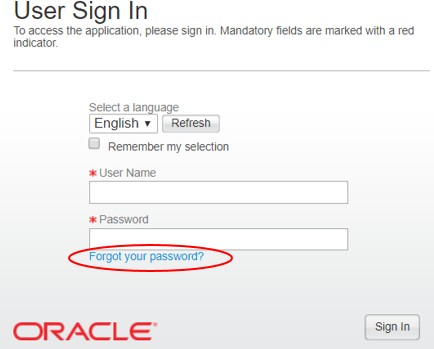 User Sign In
To access the application, please sign in. Mandatory fields are marked with a red
indicator.
Select a language
English ▾ Refresh
Remember my selection
* User Name
* Password
Forgot your password?
ORACLE®
Sign In